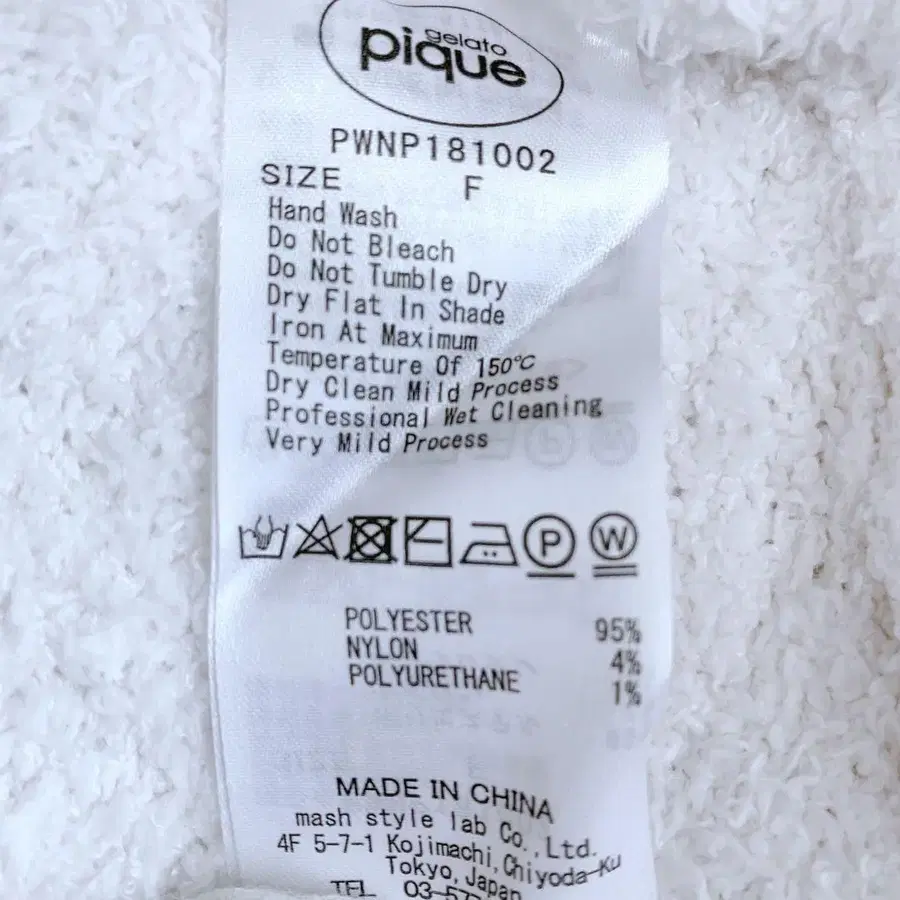 gelato
pique
PWNP181002
SIZE F
Hand Wash
Do Not Bleach
Do Not Tumble Dry
Dry Flat In Shade
Iron At Maximum
Temperature Of 150℃
Dry Clean Mild Process
Professional Wet Cleaning
Very Mild Process
P W
POLYESTER 95%
NYLON 4%
POLYURETHANE 1%
MADE IN CHINA
mash style lab Co.,Ltd.
4F 5-7-1 Kojimachi,Chiyoda-Ku
Tokyo,Japan
TEL 03-